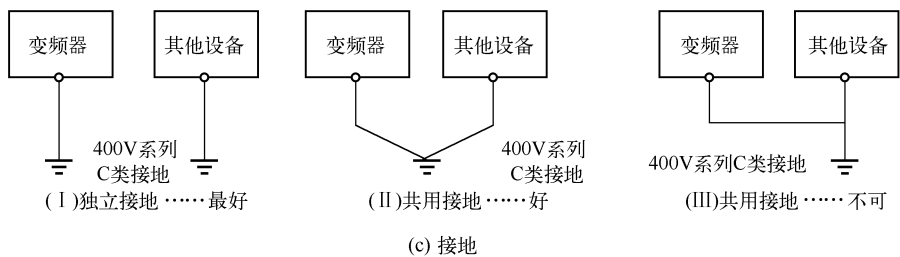 变频器 其他设备 变频器 其他设备 变频器 其他设备
400V系列 400V系列 400V系列C类接地
C类接地 C类接地
(Ⅰ)独立接地……最好 (Ⅱ)共用接地……好 (Ⅲ)共用接地……不可
(c) 接地